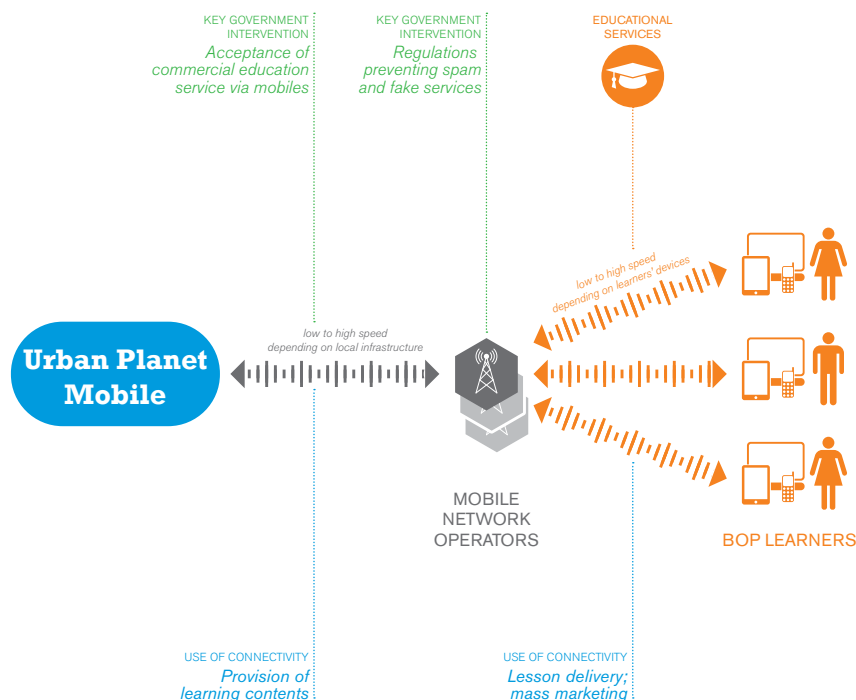 KEY GOVERNMENT
INTERVENTION
Acceptance of
commercial education
service via mobiles
KEY GOVERNMENT
INTERVENTION
Regulations
preventing spam
and fake services
EDUCATIONAL
SERVICES
low to high speed
depending on learners' devices
low to high speed
depending on local infrastructure
Urban Planet
Mobile
MOBILE
NETWORK
OPERATORS
BOP LEARNERS
USE OF CONNECTIVITY
Provision of
learning contents
USE OF CONNECTIVITY
Lesson delivery;
mass marketing